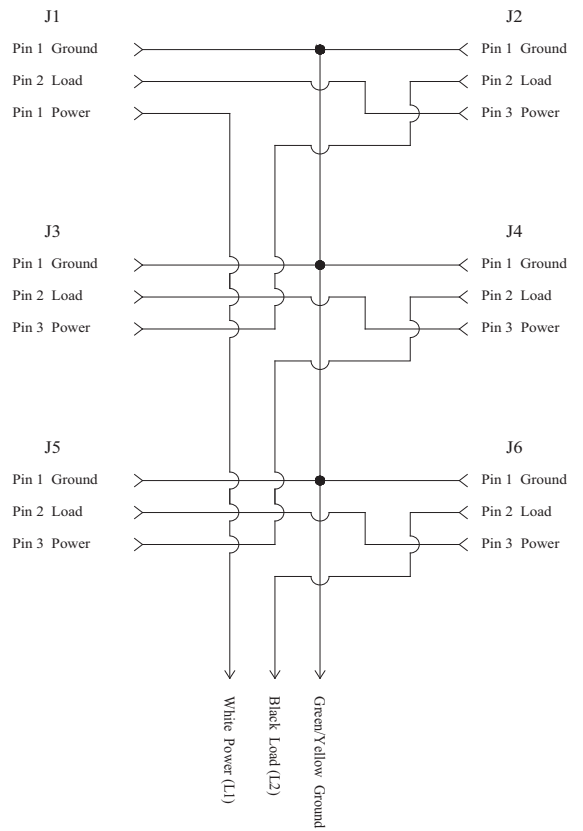 J1
J2
Pin 1 Ground
Pin 1 Ground
Pin 2 Load
Pin 2 Load
Pin 1 Power
Pin 3 Power
J3
J4
Pin 1 Ground
Pin 1 Ground
Pin 2 Load
Pin 2 Load
Pin 3 Power
Pin 3 Power
J5
J6
Pin 1 Ground
Pin 1 Ground
Pin 2 Load
Pin 2 Load
Pin 3 Power
Pin 3 Power
White Power (L1)
Black Load (L2)
Green/Yellow Ground